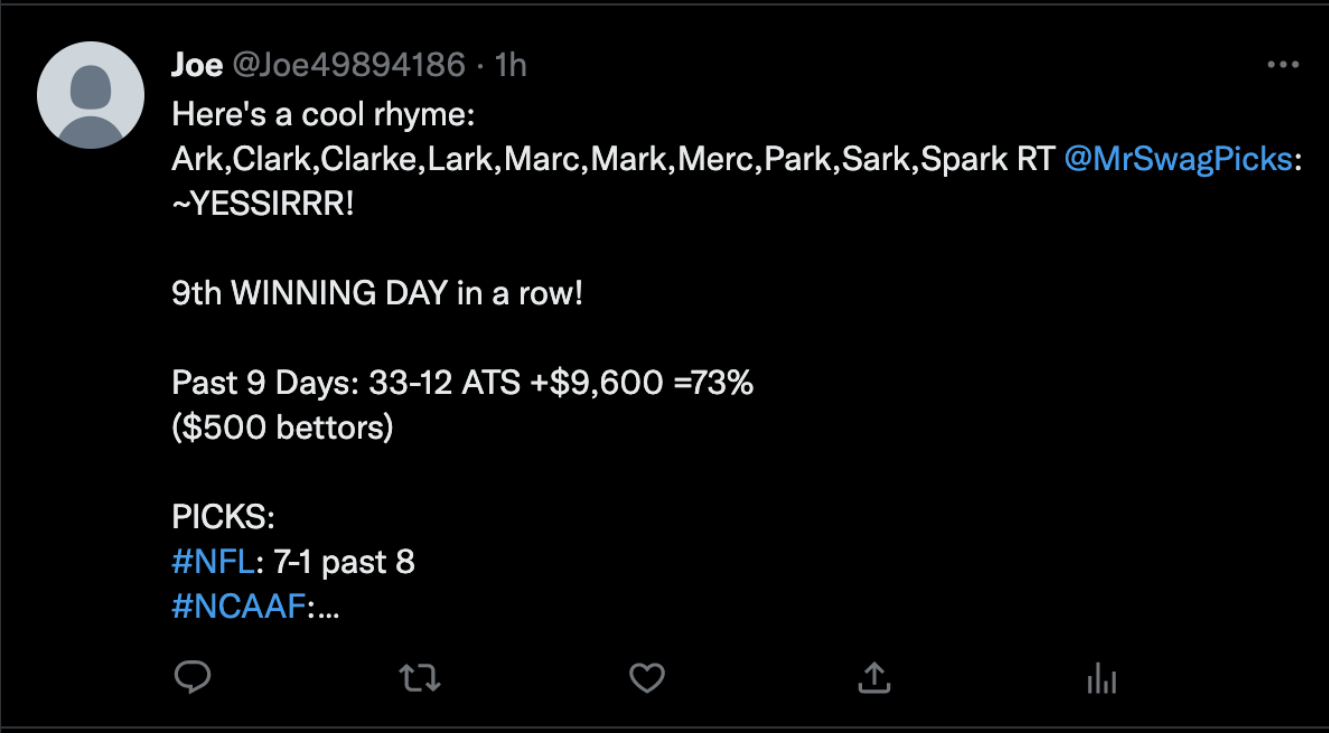 Joe @Joe49894186 · 1h
Here's a cool rhyme:
Ark,Clark,Clarke,Lark,Marc,Mark,Merc,Park,Sark,Spark RT @MrSwagPicks:
~YESSIRRR!
9th WINNING DAY in a row!
Past 9 Days: 33-12 ATS +$9,600 =73%
($500 bettors)
PICKS:
#NFL: 7-1 past 8
#NCAAF:...